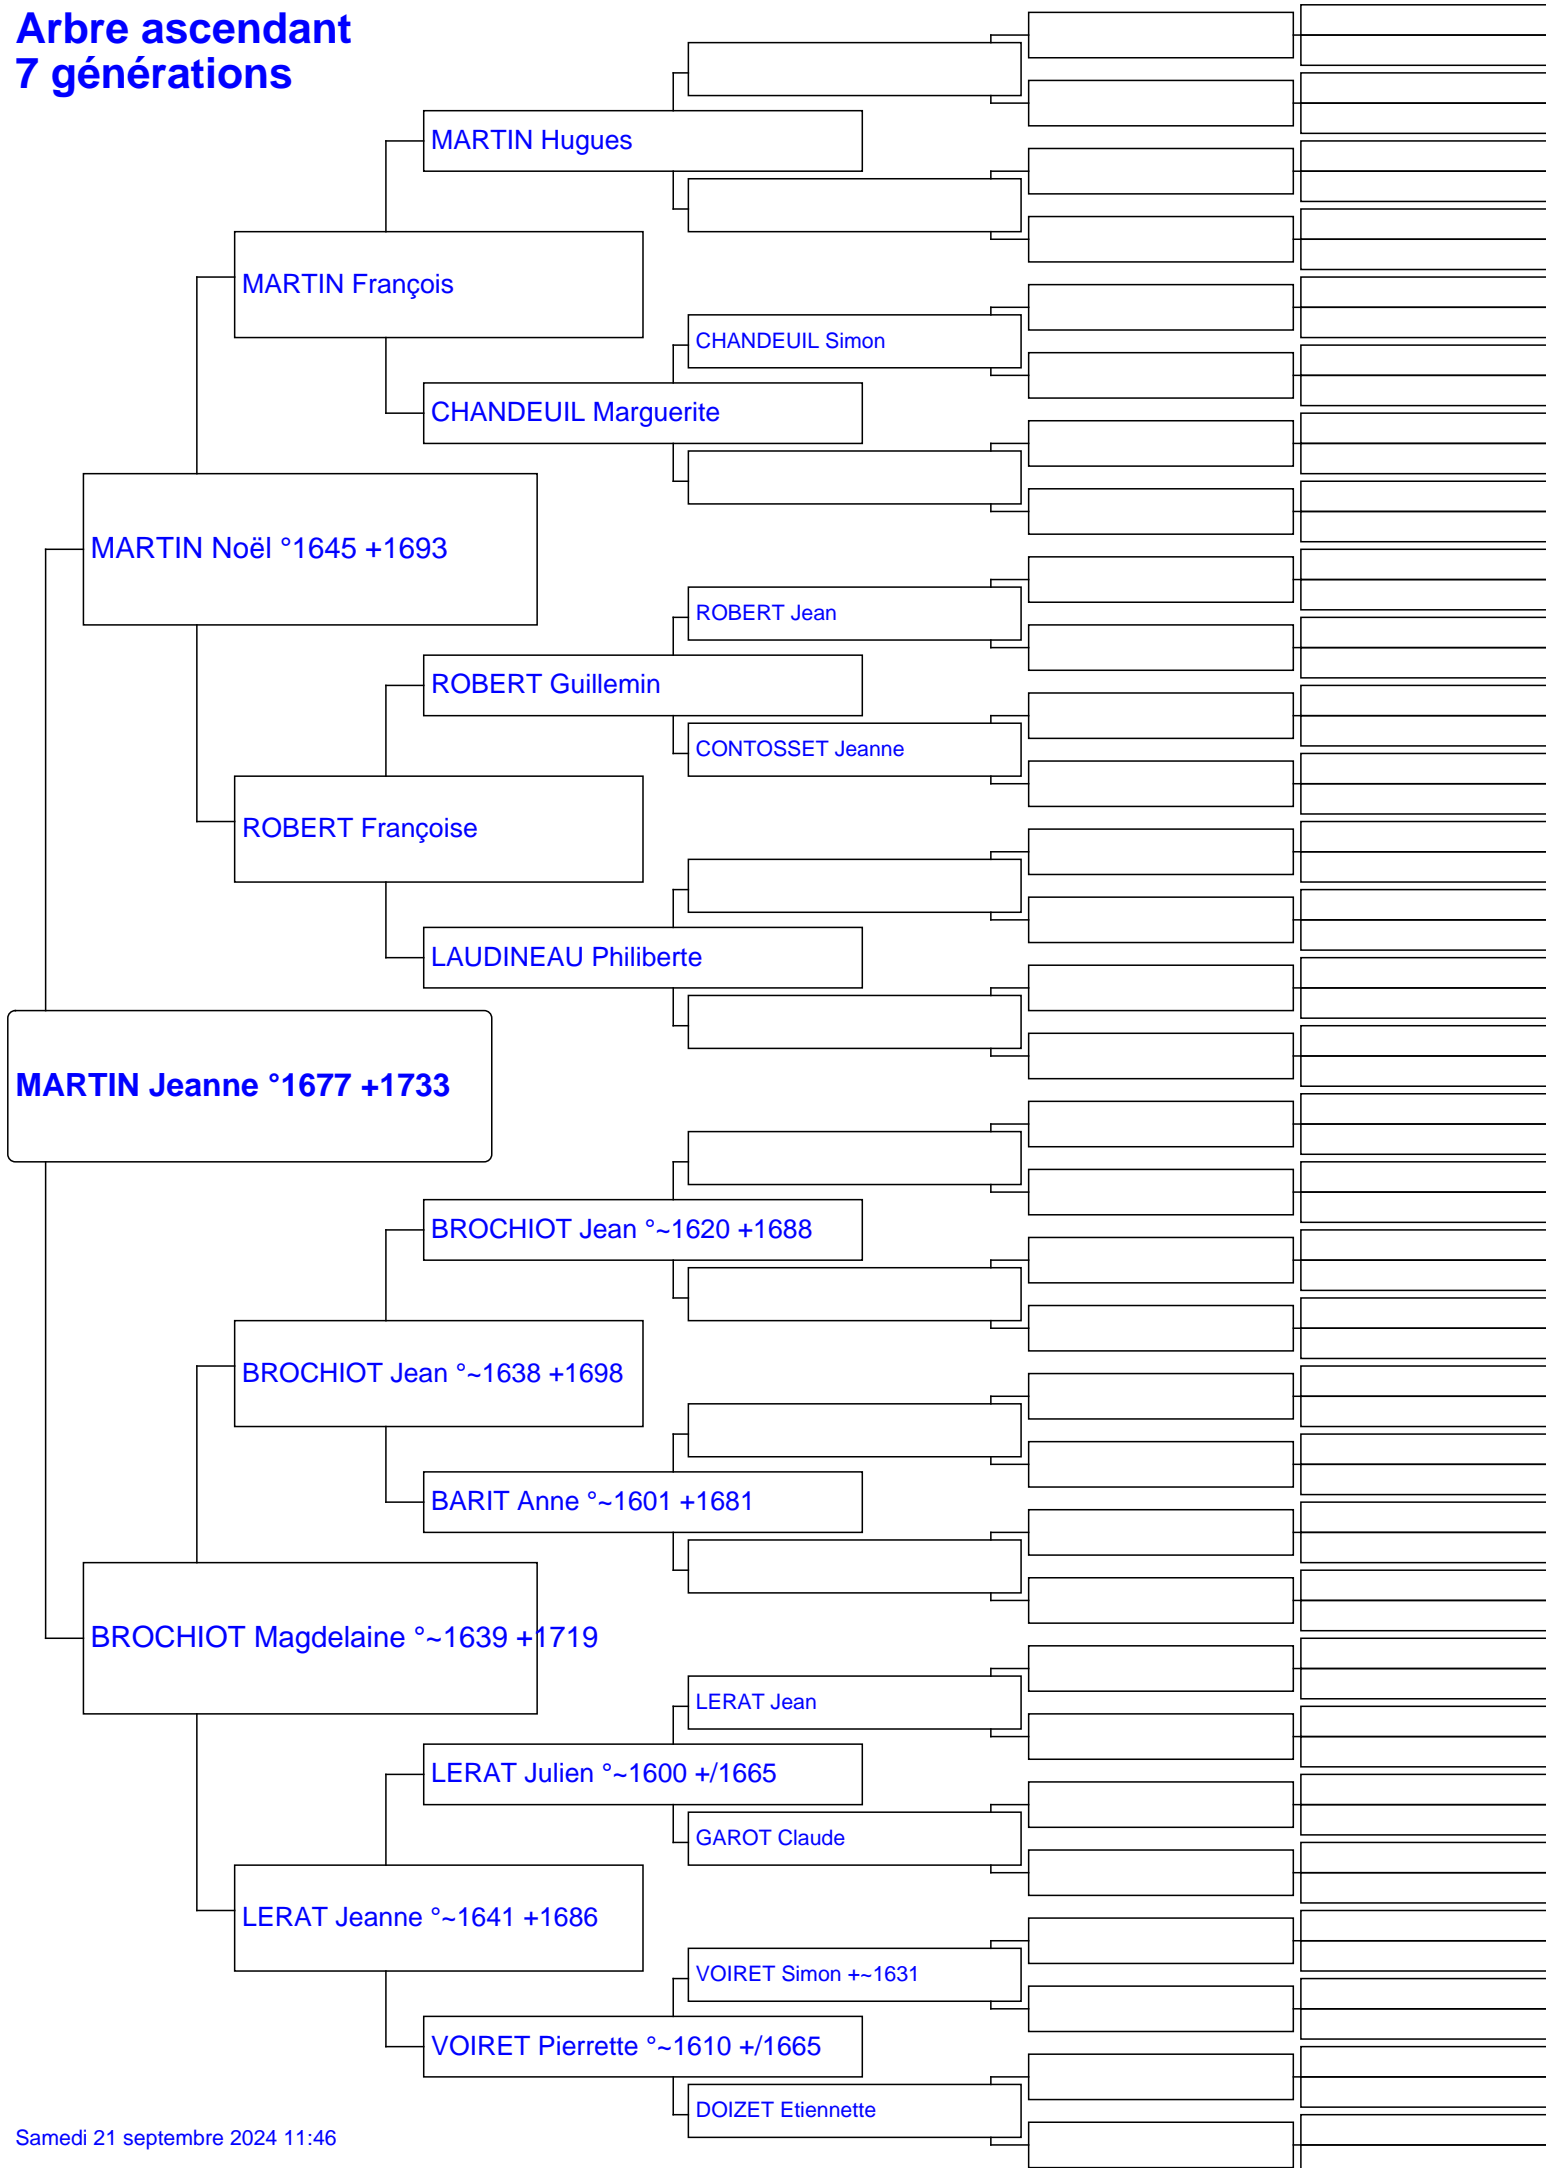 Arbre ascendant
7 générations
MARTIN Hugues
MARTIN François
CHANDEUIL Simon
CHANDEUIL Marguerite
MARTIN Noël °1645 +1693
ROBERT Jean
ROBERT Guillemin
CONTOSSET Jeanne
ROBERT Françoise
LAUDINEAU Philiberte
MARTIN Jeanne °1677 +1733
BROCHIOT Jean °~1620 +1688
BROCHIOT Jean °~1638 +1698
BARIT Anne °~1601 +1681
BROCHIOT Magdelaine °~1639 +1719
LERAT Jean
LERAT Julien °~1600 +/1665
GAROT Claude
LERAT Jeanne °~1641 +1686
VOIRET Simon +~1631
VOIRET Pierrette °~1610 +/1665
DOIZET Etiennette
Samedi 21 septembre 2024 11:46